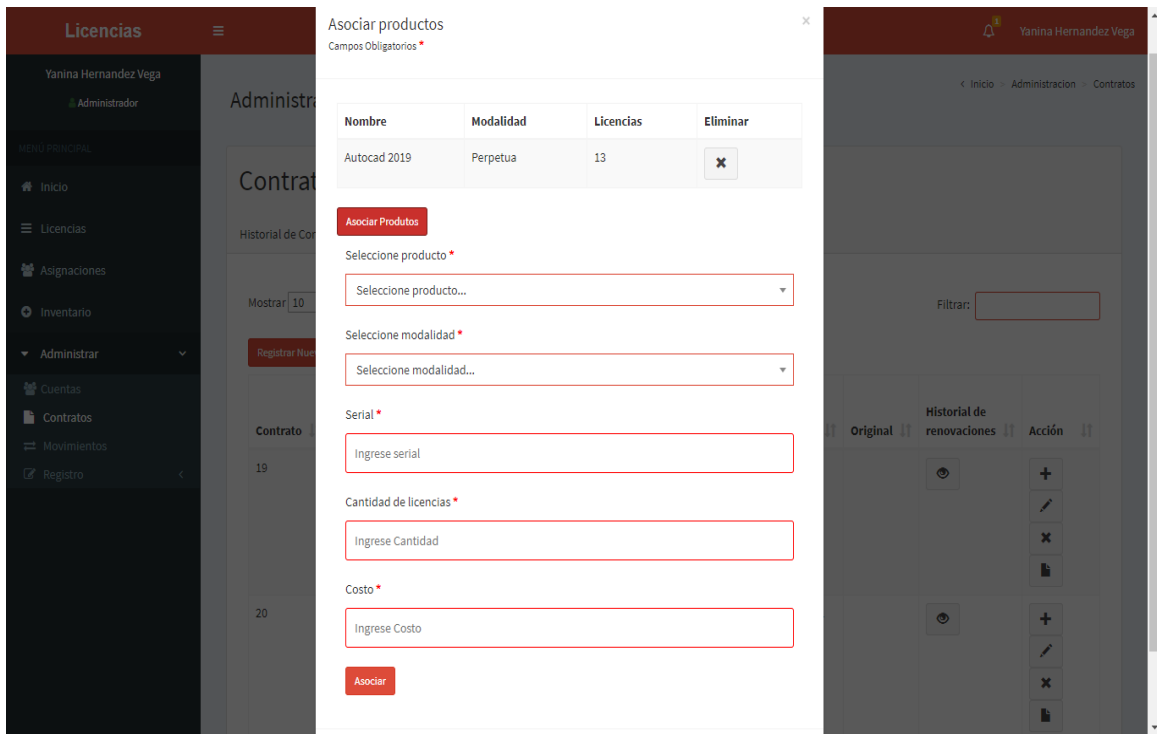 Licencias
1
Yanina Hernandez Vega
Yanina Hernandez Vega
Administrador
MENÚ PRINCIPAL
Inicio
Licencias
Asignaciones
Inventario
Administrar
Cuentas
Contratos
Movimientos
Registro
Administra
< Inicio > Administracion > Contratos
Contrat
Historial de Con
Mostrar 10
Filtrar:
Registrar Nue
Contrato Original Historial de renovaciones Acción
19
20
Asociar productos
×
Campos Obligatorios *
Nombre Modalidad Licencias Eliminar
Autocad 2019 Perpetua 13
Asociar Produtos
Seleccione producto *
Seleccione producto...
Seleccione modalidad *
Seleccione modalidad...
Serial *
Ingrese serial
Cantidad de licencias *
Ingrese Cantidad
Costo *
Ingrese Costo
Asociar